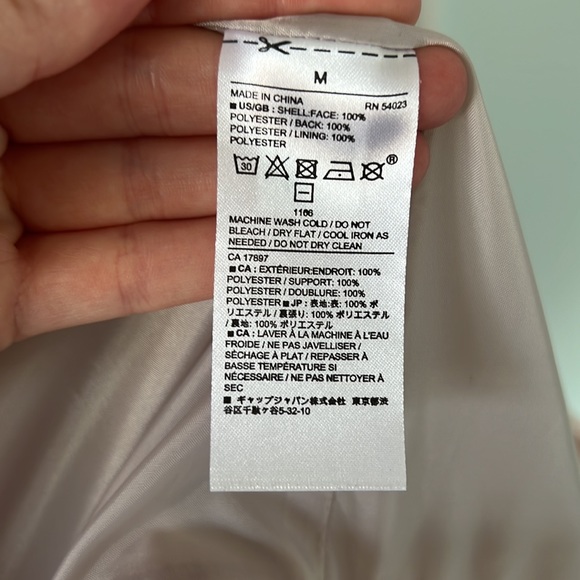 M
MADE IN CHINA RN 54023
■ US/GB : SHELL:FACE: 100%
POLYESTER / BACK: 100%
POLYESTER / LINING: 100%
POLYESTER
30 ®
1166
MACHINE WASH COLD / DO NOT
BLEACH / DRY FLAT / COOL IRON AS
NEEDED / DO NOT DRY CLEAN
CA 17897
■ CA : EXTÉRIEUR:ENDROIT: 100%
POLYESTER / SUPPORT: 100%
POLYESTER / DOUBLURE: 100%
POLYESTER ■ JP : 表地:表: 100% ポ
リエステル / 裏張り: 100% ポリエステル
/ 裏地: 100% ポリエステル
■ CA : LAVER À LA MACHINE À L'EAU
FROIDE / NE PAS JAVELLISER /
SÉCHAGE À PLAT / REPASSER À
BASSE TEMPÉRATURE SI
NÉCESSAIRE / NE PAS NETTOYER À
SEC
■ ギャップジャパン株式会社 東京都渋
谷区千駄ヶ谷5-32-10